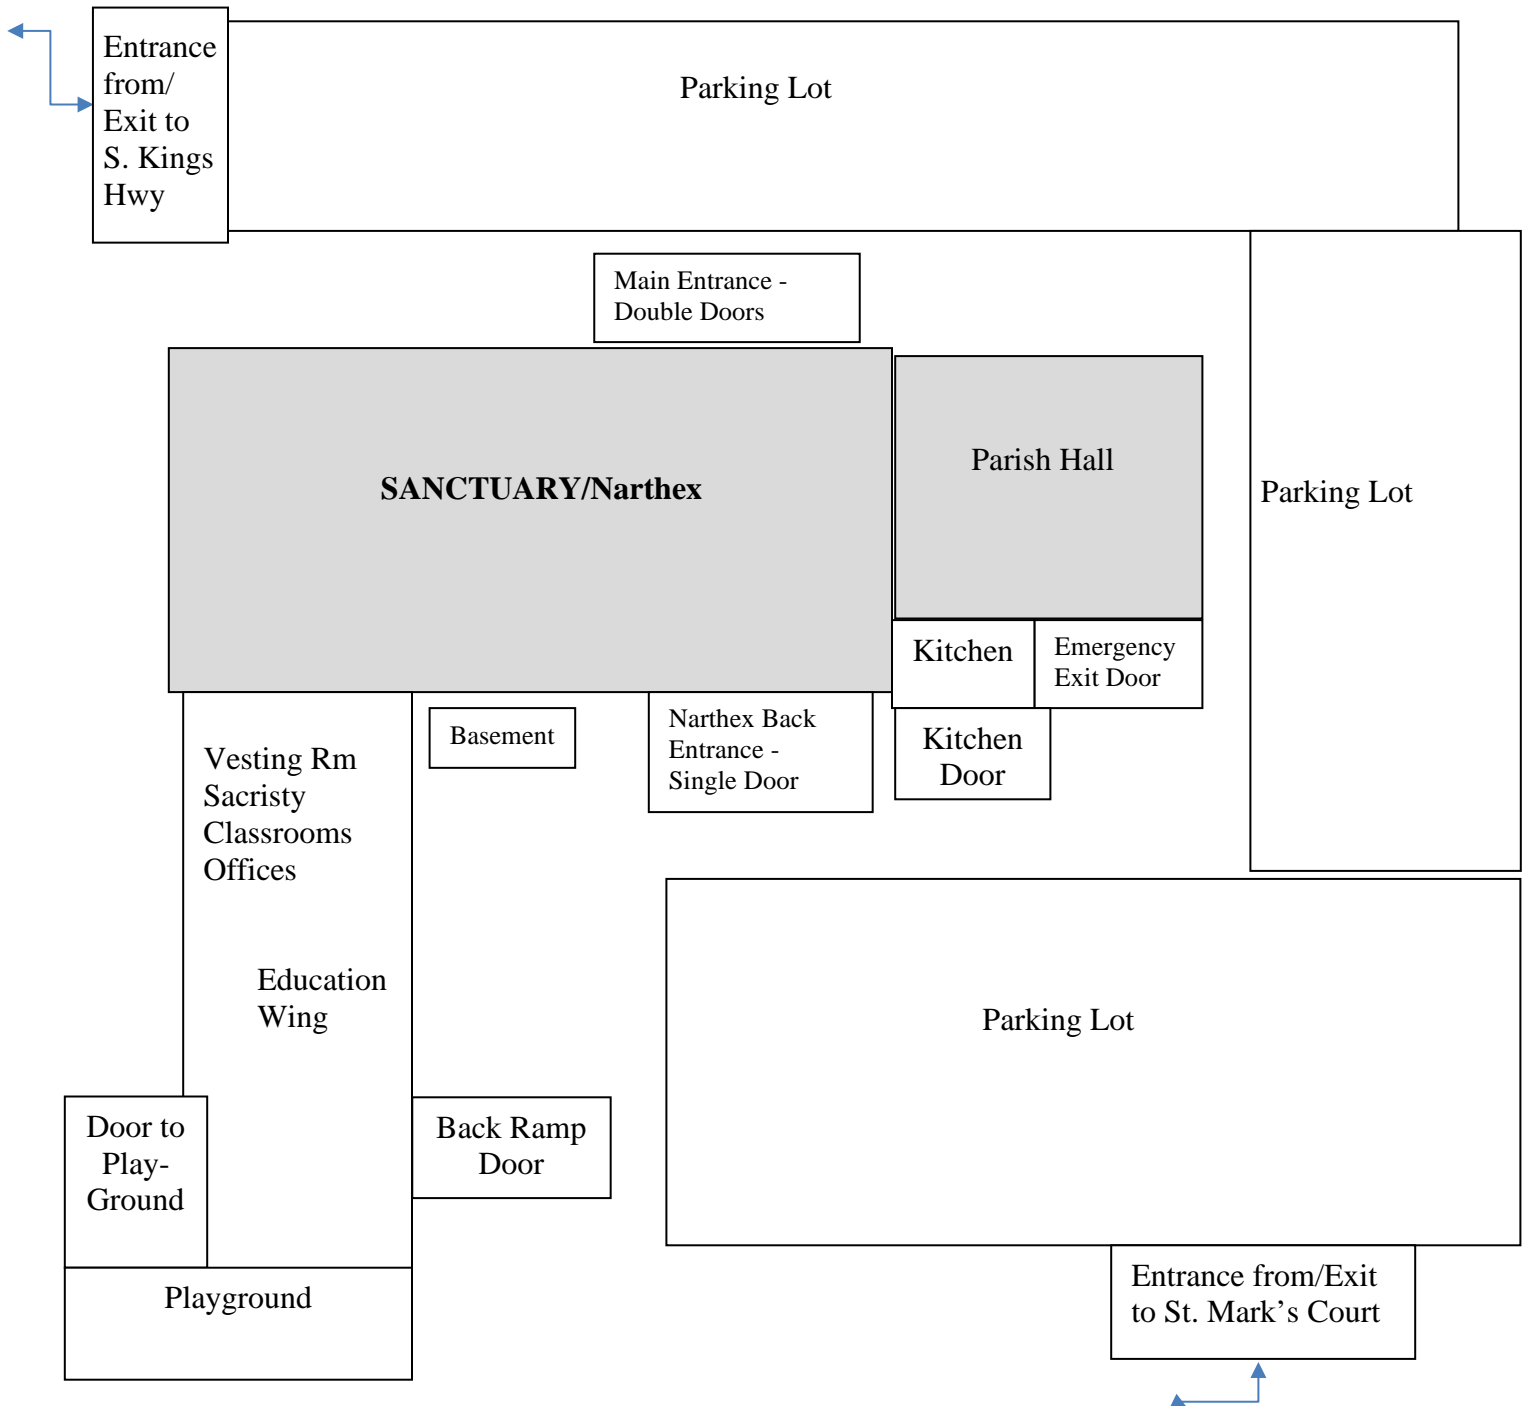 Entrance
from/
Exit to
S. Kings
Hwy
Parking Lot
Main Entrance -
Double Doors
SANCTUARY/Narthex
Parish Hall
Parking Lot
Kitchen
Emergency
Exit Door
Basement
Narthex Back
Entrance -
Single Door
Kitchen
Door
Vesting Rm
Sacristy
Classrooms
Offices
Education
Wing
Parking Lot
Door to
Play-
Ground
Back Ramp
Door
Playground
Entrance from/Exit
to St. Mark’s Court